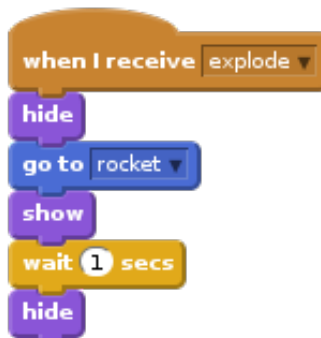 when I receive explode
hide
go to rocket
show
wait 1 secs
hide